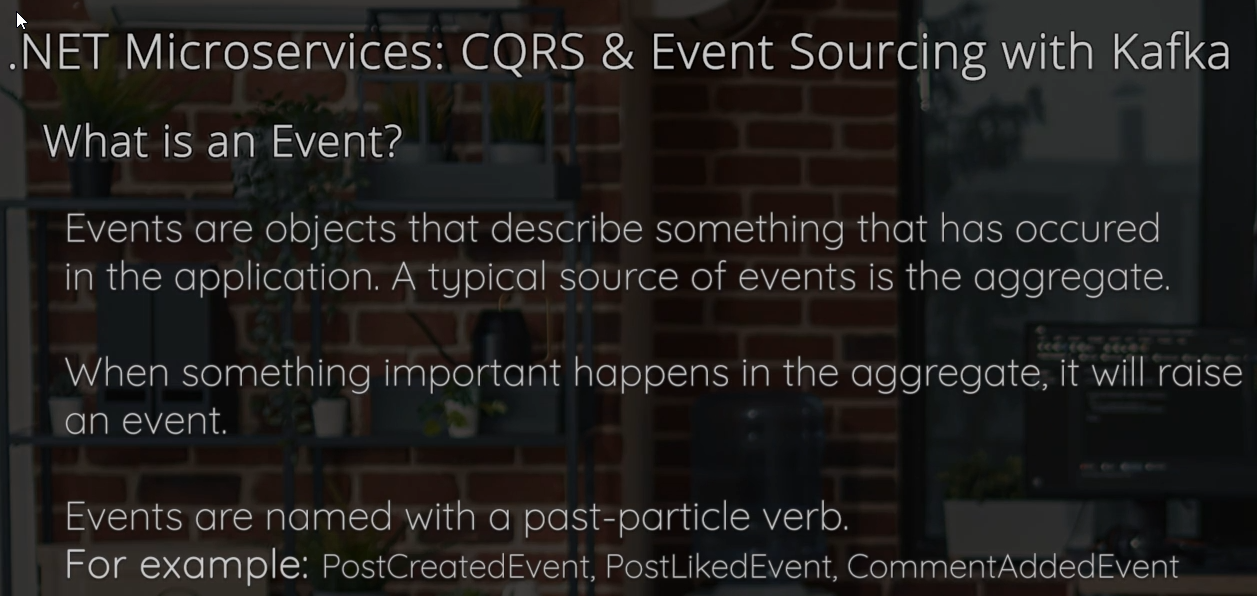 .NET Microservices: CQRS & Event Sourcing with Kafka
What is an Event?
Events are objects that describe something that has occured
in the application. A typical source of events is the aggregate.
When something important happens in the aggregate, it will raise
an event.
Events are named with a past-particle verb.
For example: PostCreatedEvent, PostLikedEvent, CommentAddedEvent